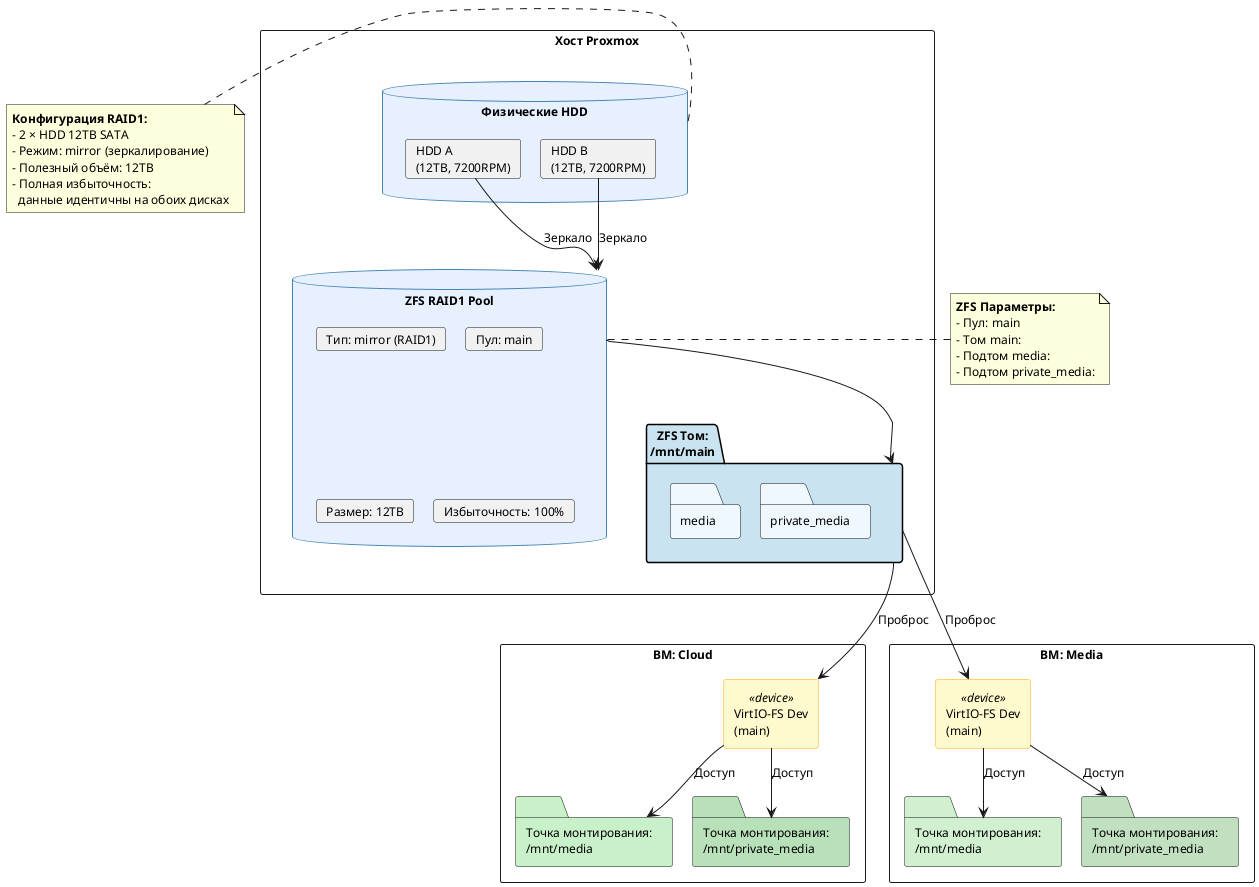 Хост Proxmox
Конфигурация RAID1:
- 2 × HDD 12TB SATA
- Режим: mirror (зеркалирование)
- Полезный объём: 12TB
- Полная избыточность:
данные идентичны на обоих дисках
Физические HDD
HDD A
(12TB, 7200RPM)
HDD B
(12TB, 7200RPM)
Зеркало
Зеркало
ZFS RAID1 Pool
Тип: mirror (RAID1)
Пул: main
Размер: 12TB
Избыточность: 100%
ZFS Параметры:
- Пул: main
- Том main:
- Подтом media:
- Подтом private_media:
ZFS Том:
/mnt/main
media
private_media
Проброс
Проброс
ВМ: Cloud
«device»
VirtIO-FS Dev
(main)
Доступ
Доступ
Точка монтирования:
/mnt/media
Точка монтирования:
/mnt/private_media
ВМ: Media
«device»
VirtIO-FS Dev
(main)
Доступ
Доступ
Точка монтирования:
/mnt/media
Точка монтирования:
/mnt/private_media